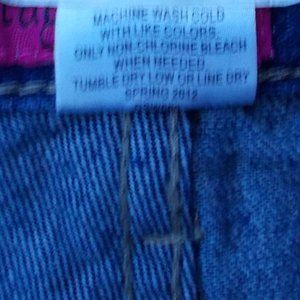 MACHINE WASH COLD
WITH LIKE COLORS.
ONLY NON-CHLORINE BLEACH
WHEN NEEDED
TUMBLE DRY LOW OR LINE DRY
SPRING 2012